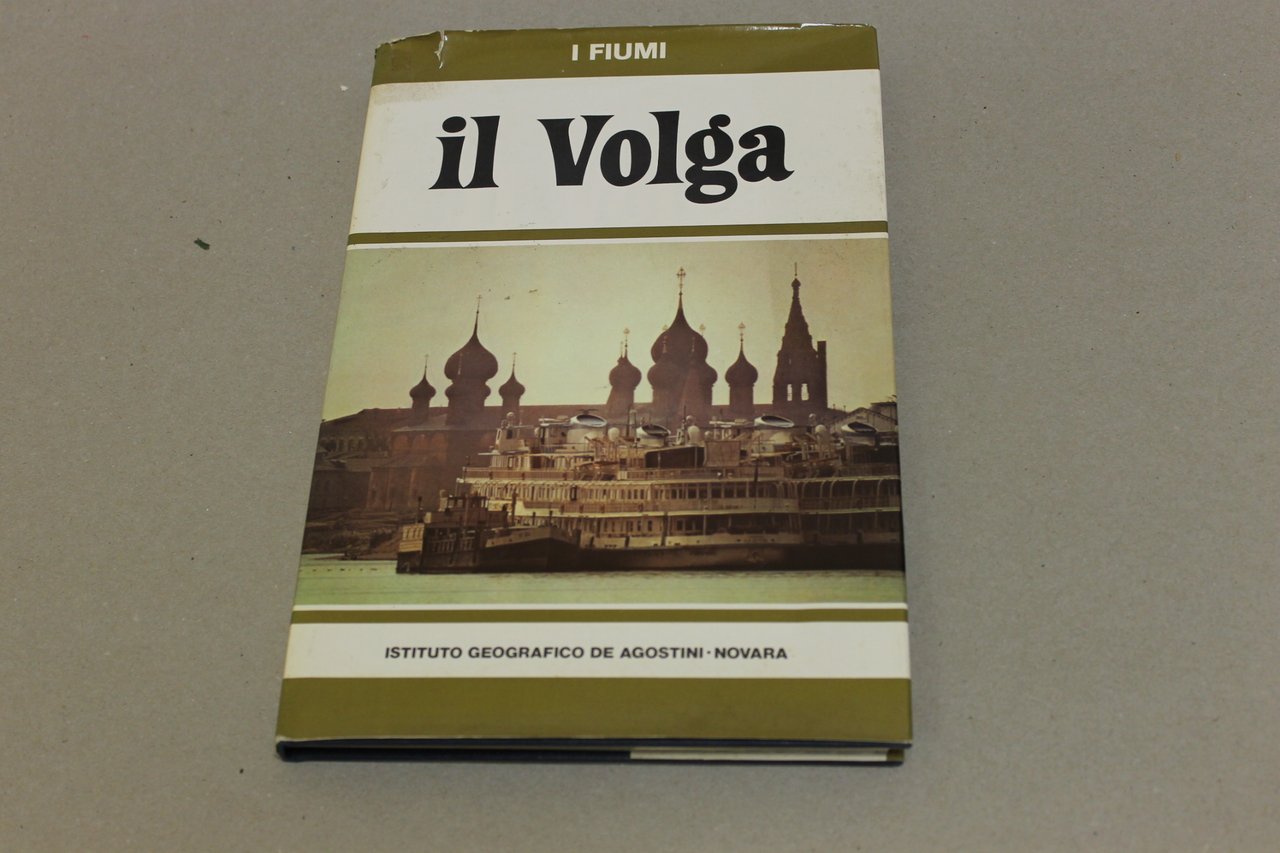 I FIUMI
il Volga
ISTITUTO GEOGRAFICO DE AGOSTINI · NOVARA